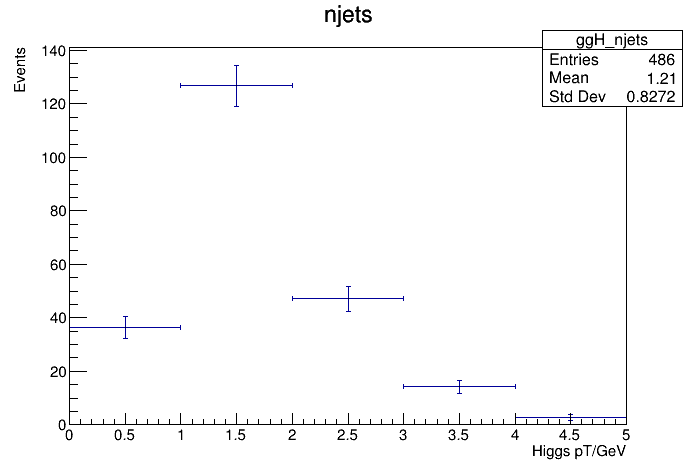 njets
ggH_njets
Entries 486
Mean 1.21
Std Dev 0.8272
Events
140
120
100
80
60
40
20
0
0 0.5 1 1.5 2 2.5 3 3.5 4 4.5 5
Higgs pT/GeV